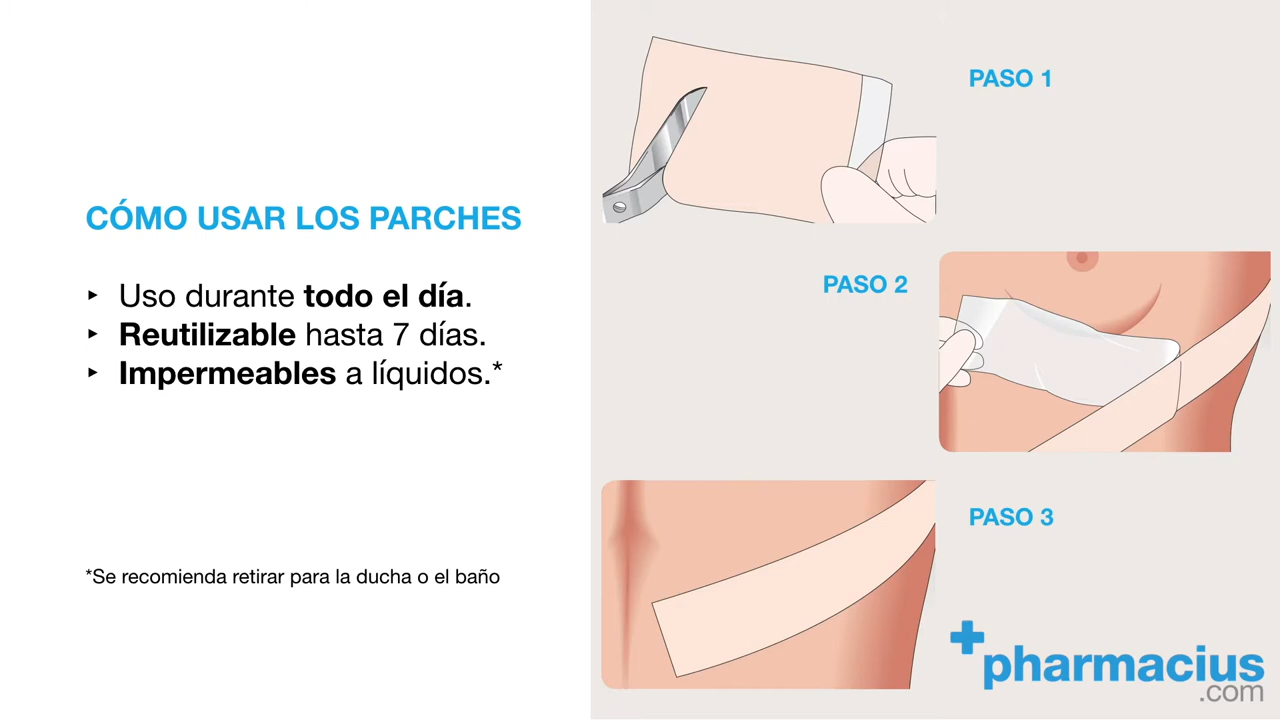 CÓMO USAR LOS PARCHES
‣ Uso durante todo el día.
‣ Reutilizable hasta 7 días.
‣ Impermeables a líquidos.*
*Se recomienda retirar para la ducha o el baño
PASO 1
PASO 2
PASO 3
pharmacius
.com